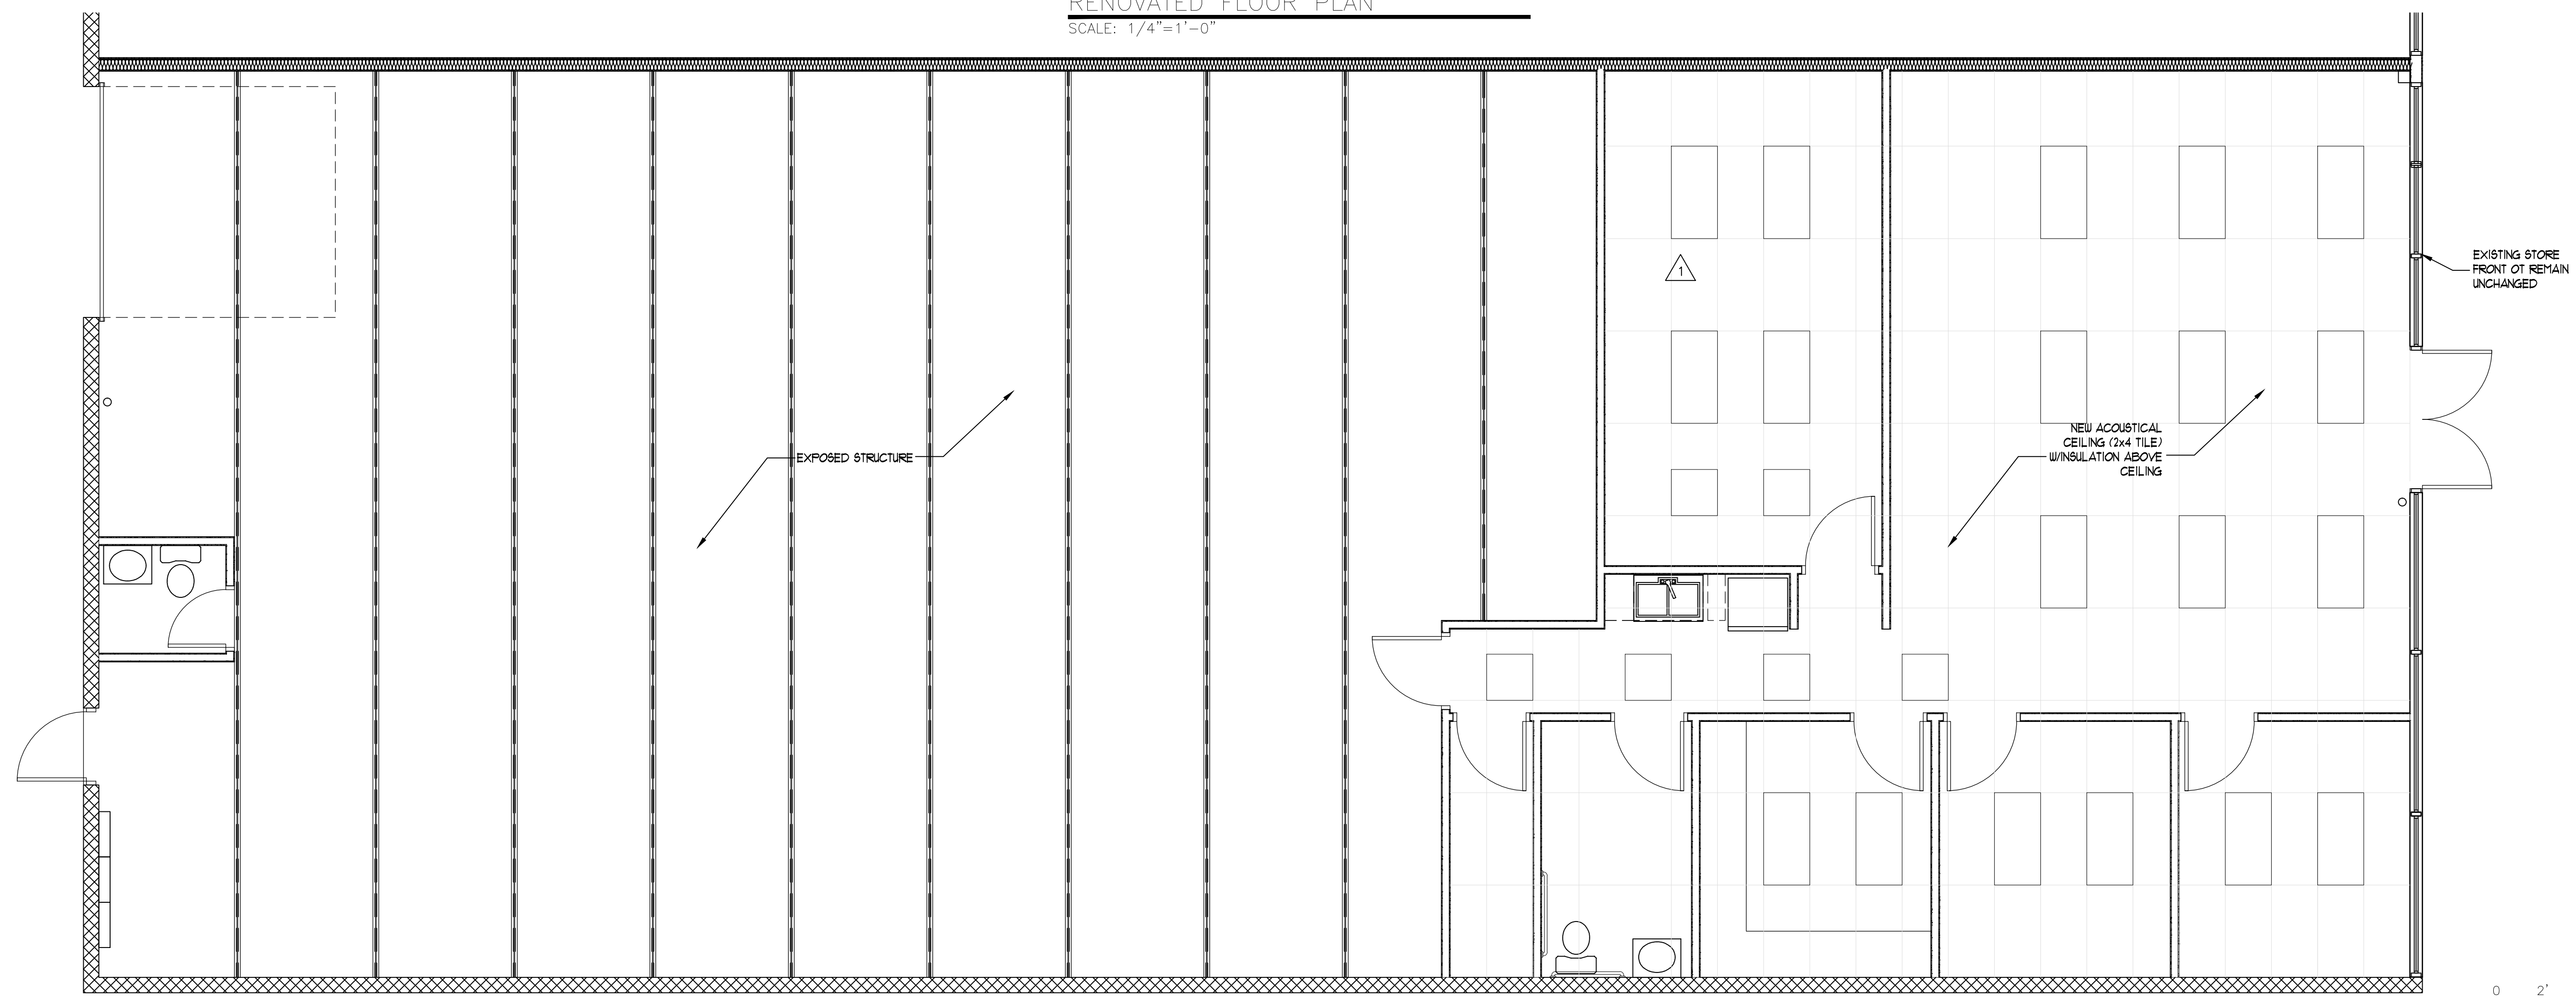 RENOVATED FLOOR PLAN
SCALE: 1/4"=1'-0"
EXISTING STORE
FRONT OT REMAIN
UNCHANGED
1
NEW ACOUSTICAL
CEILING (2x4 TILE)
W/INSULATION ABOVE
CEILING
EXPOSED STRUCTURE
0 2'